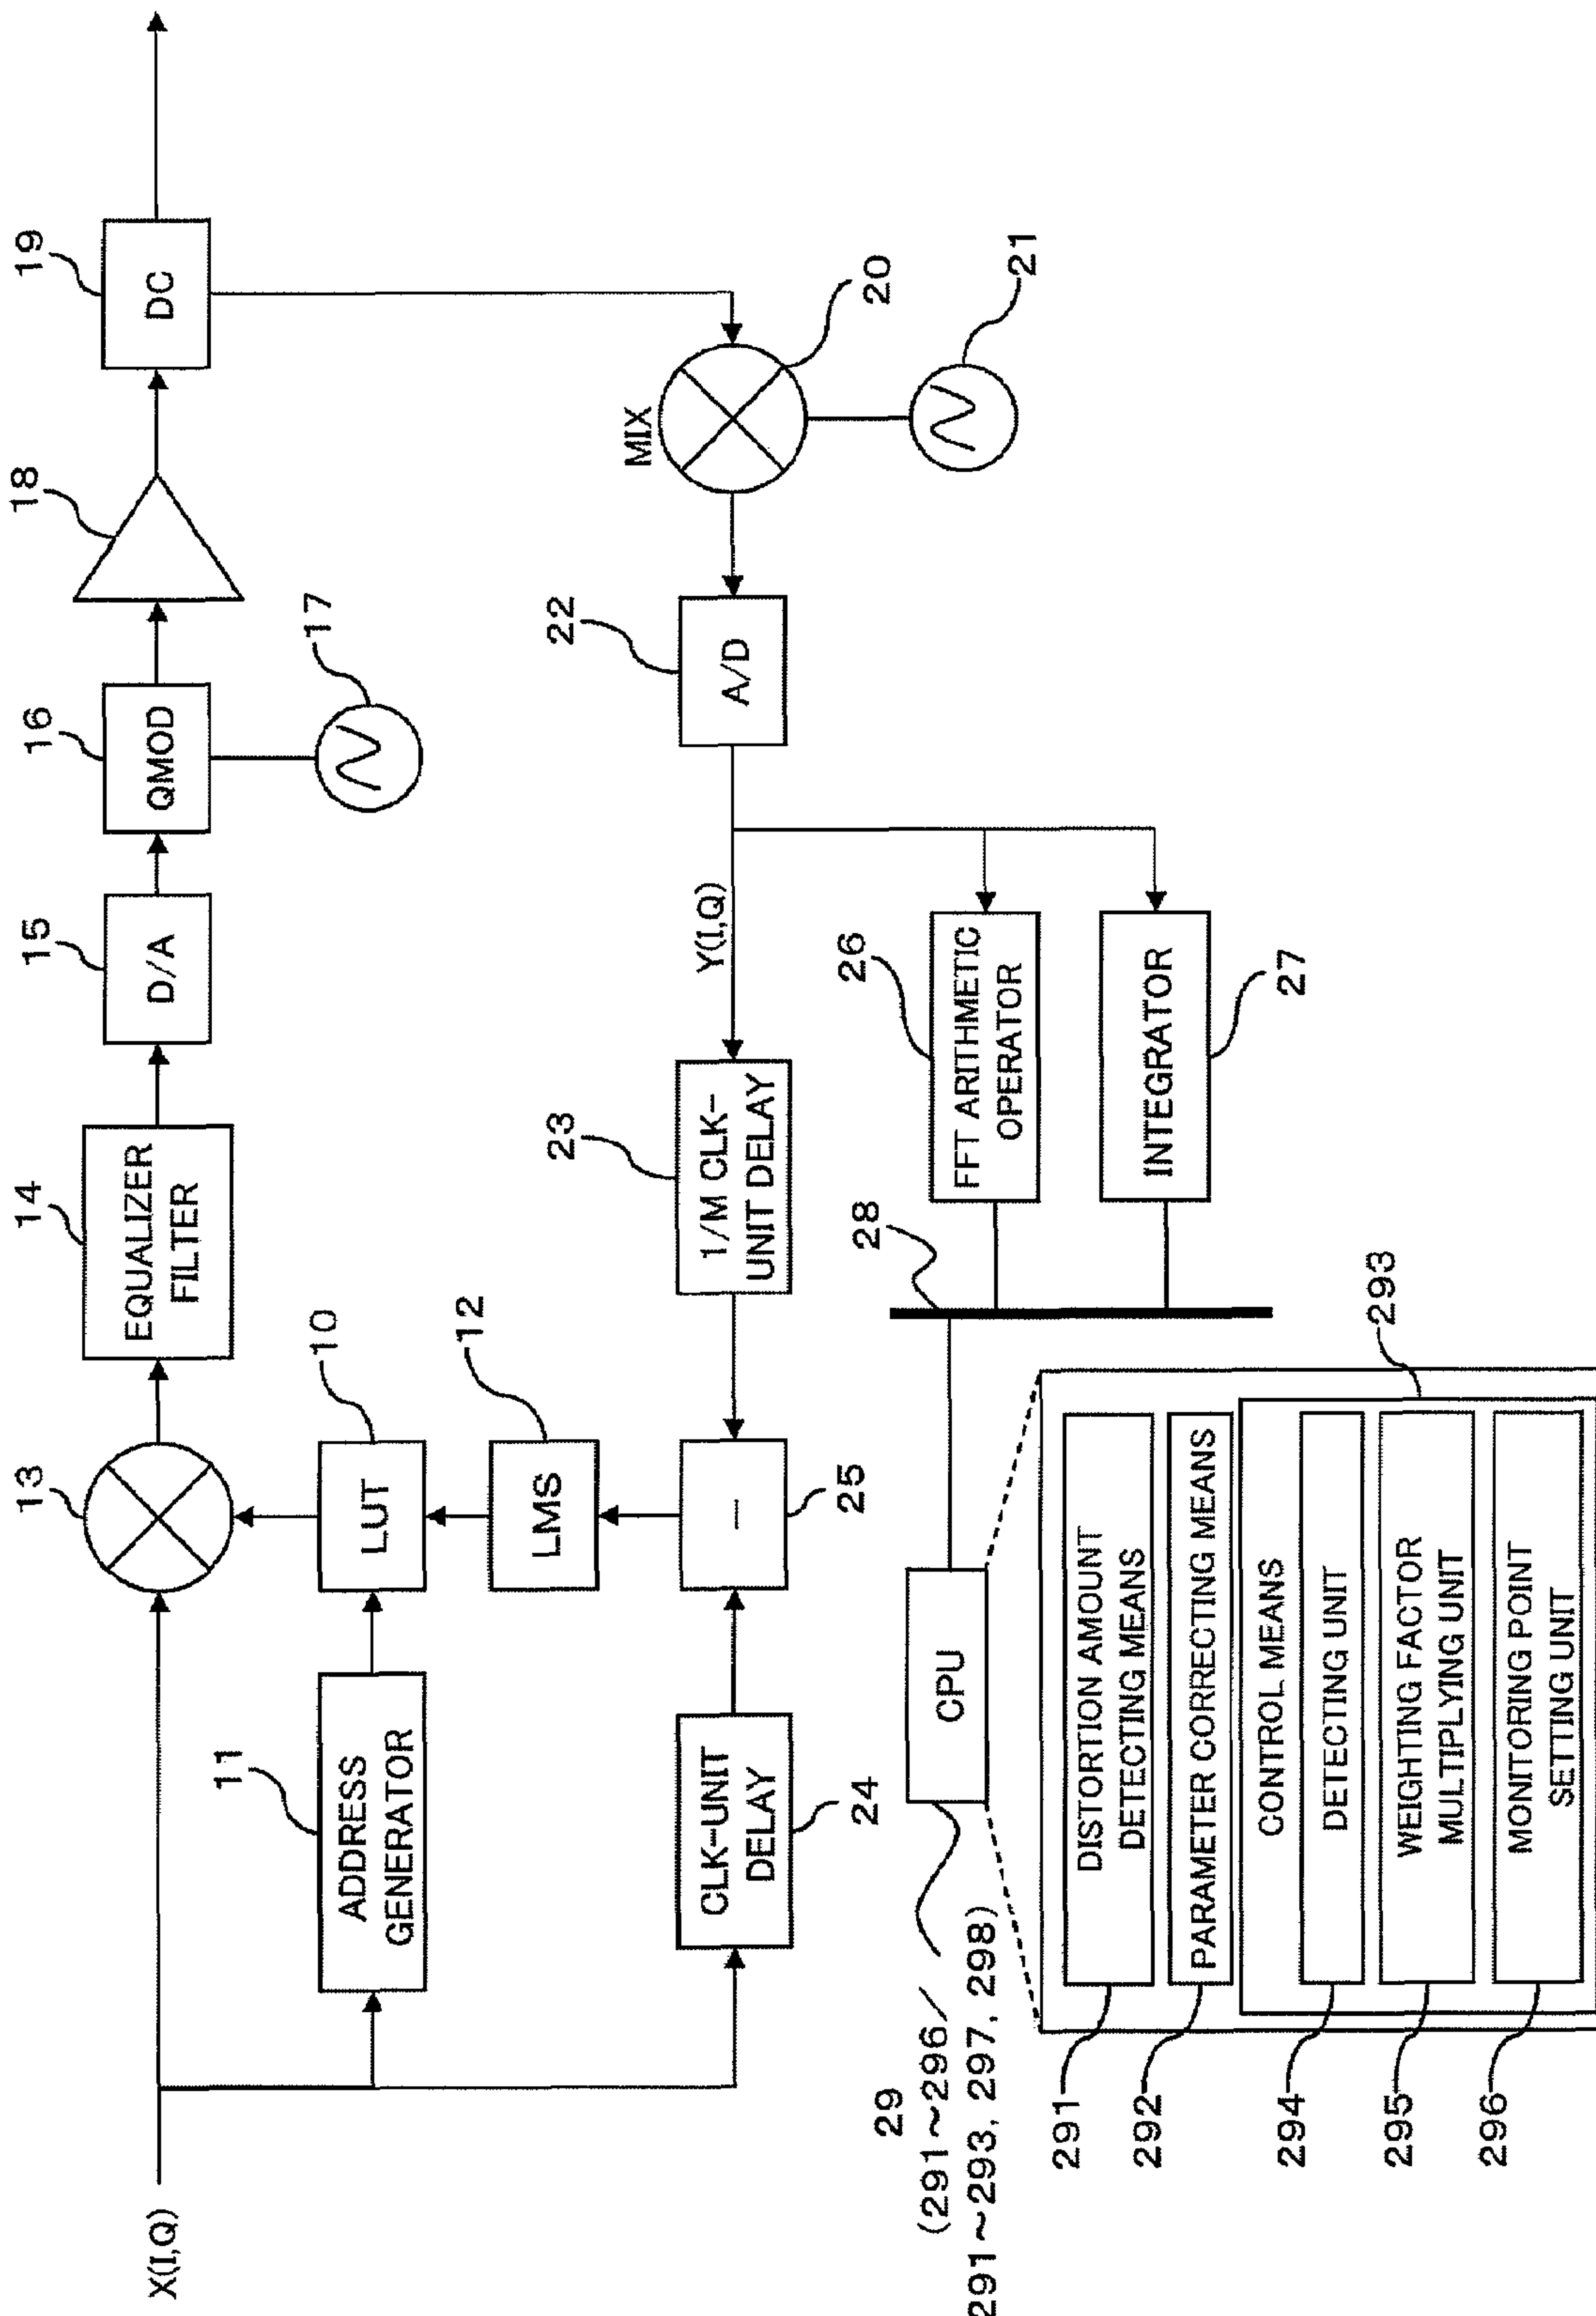 X(I,Q)
13
14
EQUALIZER
FILTER
15
D/A
16
QMOD
17
18
19
DC
11
ADDRESS
GENERATOR
10
LUT
12
LMS
24
CLK-UNIT
DELAY
25
−
23
1/M CLK-
UNIT DELAY
Y(I,Q)
22
A/D
MIX
20
21
26
FFT ARITHMETIC
OPERATOR
27
INTEGRATOR
28
29
(291~296/
291~293, 297, 298)
CPU
291
DISTORTION AMOUNT
DETECTING MEANS
292
PARAMETER CORRECTING MEANS
293
CONTROL MEANS
294
DETECTING UNIT
295
WEIGHTING FACTOR
MULTIPLYING UNIT
296
MONITORING POINT
SETTING UNIT